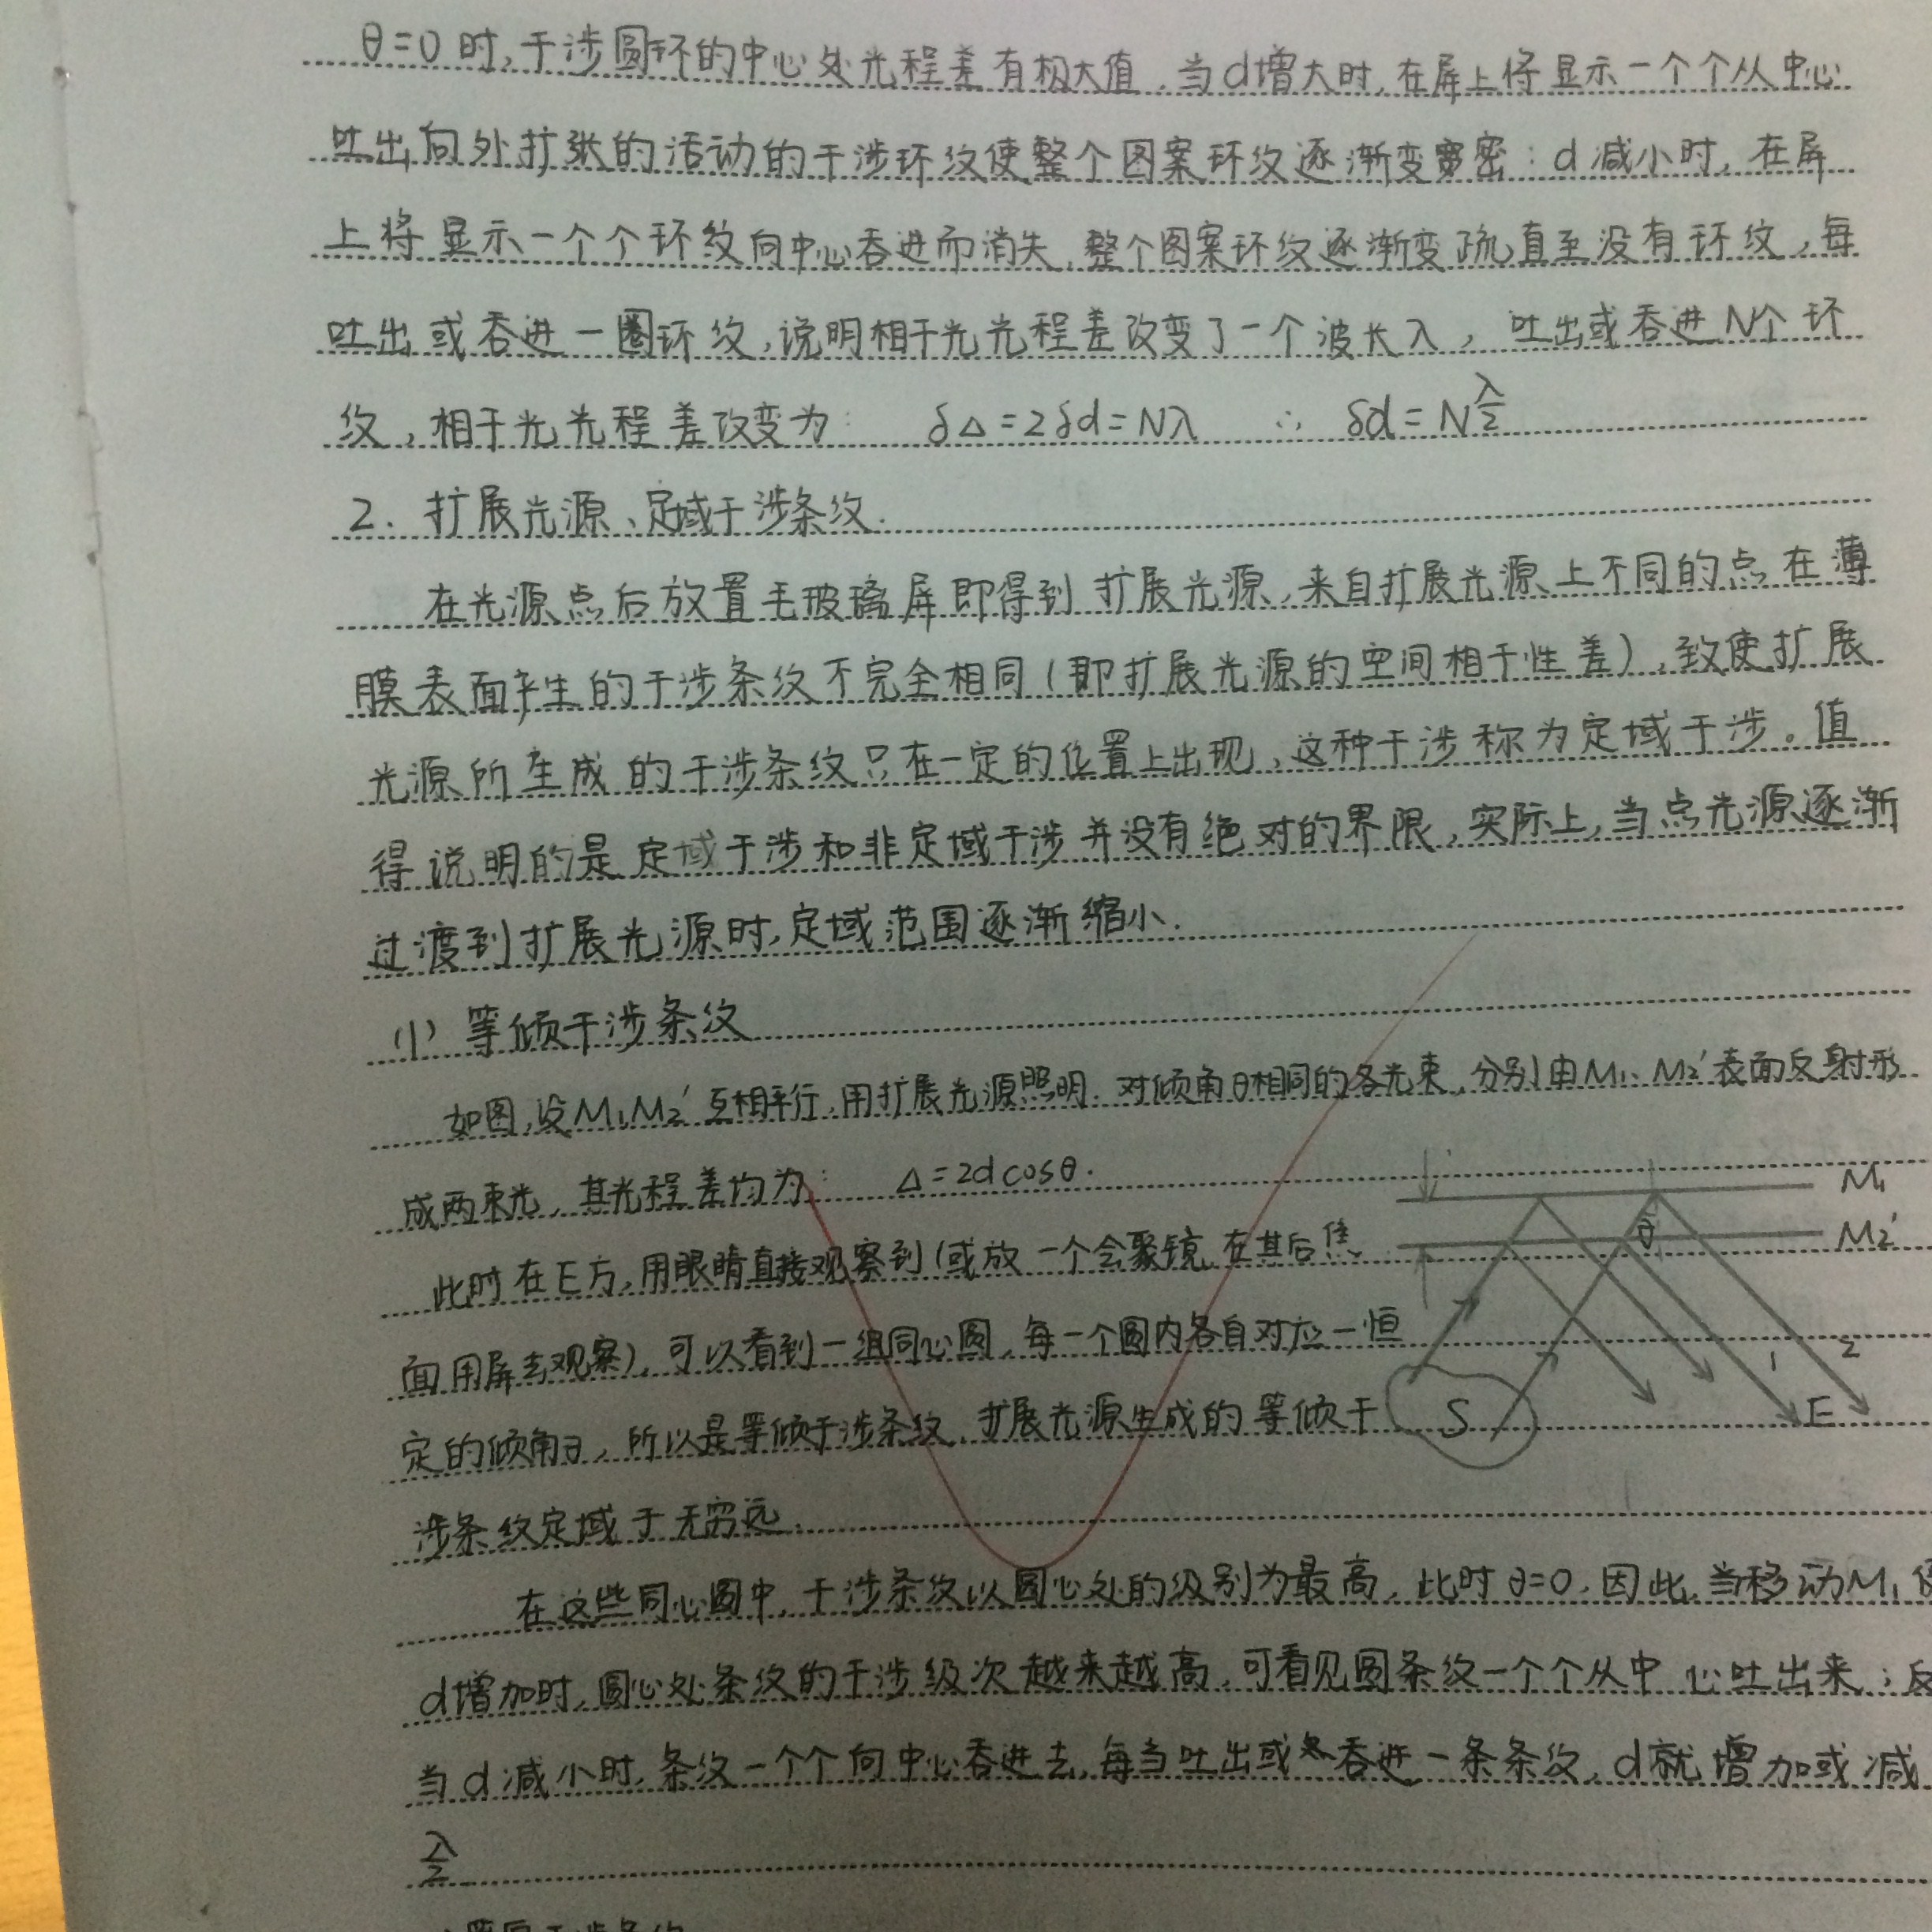 θ=0时,干涉圆环的中心处光程差有极大值.当d增大时,在屏上将显示一个个从中心
吐出向外扩张的活动的干涉环纹使整个图案环纹逐渐变密;d减小时,在屏
上将显示一个个环纹向中心吞进而消失,整个图案环纹逐渐变疏直至没有环纹,每
吐出或吞进一圈环纹,说明相干光光程差改变了一个波长λ,吐出或吞进N个环
纹,相干光光程差改变为: δΔ=2δd=Nλ ∴ δd=Nλ/2
2.扩展光源、定域干涉条纹.
在光源点后放置毛玻璃屏即得到扩展光源,来自扩展光源上不同的点在薄
膜表面产生的干涉条纹不完全相同(即扩展光源的空间相干性差),致使扩展
光源所生成的干涉条纹只在一定的位置上出现,这种干涉称为定域干涉。值
得说明的是定域干涉和非定域干涉并没有绝对的界限,实际上,当点光源逐渐
过渡到扩展光源时,定域范围逐渐缩小.
(1) 等倾干涉条纹
如图,设M₁M₂′互相平行,用扩展光源照明.对倾角θ相同的各光束,分别由M₁、M₂′表面反射形
成两束光,其光程差均为: Δ=2dcosθ.
M₁
M₂′
θ
此时在E方,用眼睛直接观察到(或放一个会聚镜在其后焦
面用屏去观察),可以看到一组同心圆,每一个圆内各自对应一恒
1 2
定的倾角θ,所以是等倾干涉条纹.扩展光源生成的等倾干
S E
涉条纹定域于无穷远.
在这些同心圆中,干涉条纹以圆心处的级别为最高,此时θ=0.因此,当移动M₁
d增加时,圆心处条纹的干涉级次越来越高,可看见圆条纹一个个从中心吐出来;反
当d减小时,条纹一个个向中心吞进去,每当吐出或吞进一条条纹,d就增加或减
λ/2